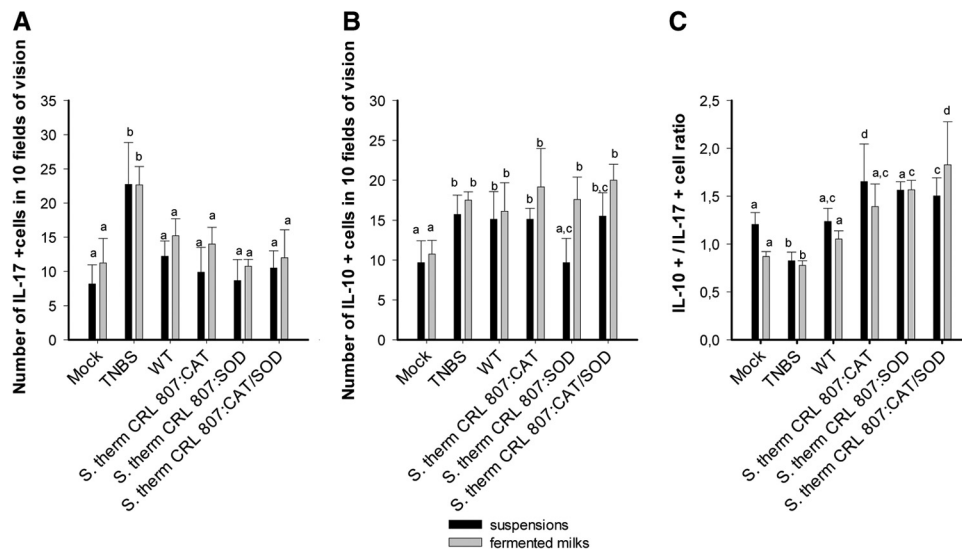 A
Number of IL-17 +cells in 10 fields of vision
35
30
25
20
15
10
5
0
a a b b a a a a a a a a
Mock
TNBS
WT
S. therm CRL 807:CAT
S. therm CRL 807:SOD
S. therm CRL 807:CAT/SOD
B
Number of IL-10 + cells in 10 fields of vision
30
25
20
15
10
5
0
a a b b b b b b a,c b b,c b
Mock
TNBS
WT
S. therm CRL 807:CAT
S. therm CRL 807:SOD
S. therm CRL 807:CAT/SOD
C
IL-10 + / IL-17 + cell ratio
2,5
2,0
1,5
1,0
0,5
0,0
a a b b a,c a d a,c a c c d
Mock
TNBS
WT
S. therm CRL 807:CAT
S. therm CRL 807:SOD
S. therm CRL 807:CAT/SOD
suspensions
fermented milks